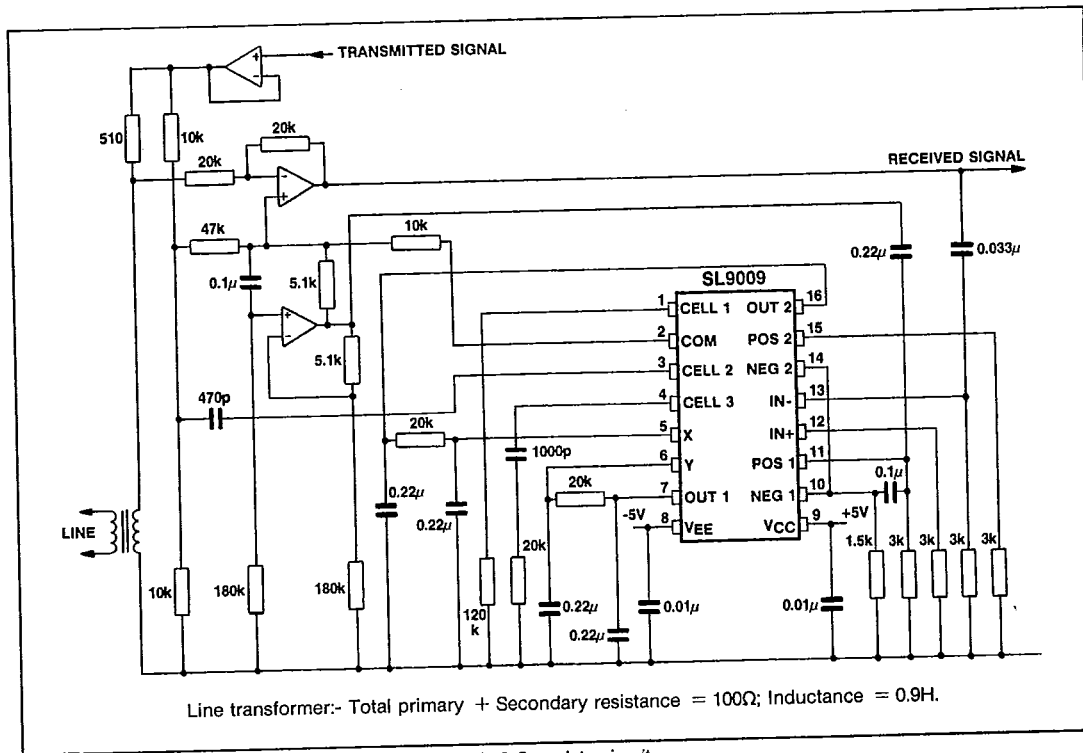 TRANSMITTED SIGNAL
510
10k
20k
20k
RECEIVED SIGNAL
47k
10k
0.1μ
5.1k
0.22μ
0.033μ
SL9009
1 CELL 1 OUT 2 16
2 COM POS 2 15
3 CELL 2 NEG 2 14
4 CELL 3 IN- 13
5 X IN+ 12
6 Y POS 1 11
7 OUT 1 NEG 1 10
8 VEE VCC 9
5.1k
470p
20k
1000p
0.22μ
0.22μ
20k
-5V
+5V
0.1μ
LINE
10k
180k
180k
120k
20k
0.22μ
0.22μ
0.01μ
0.01μ
1.5k
3k
3k
3k
3k
Line transformer:- Total primary + Secondary resistance = 100Ω; Inductance = 0.9H.